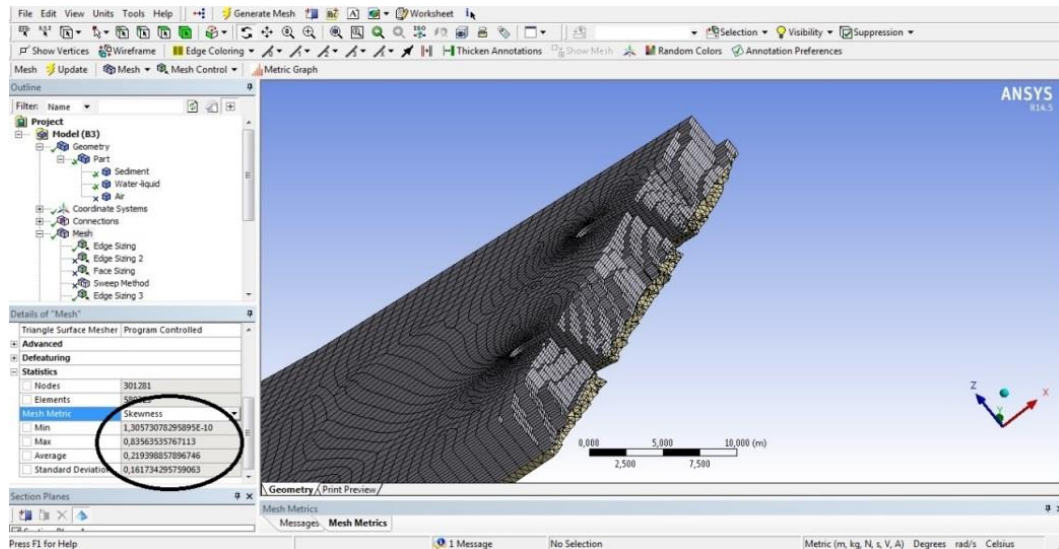 File Edit View Units Tools Help Generate Mesh A Worksheet
Selection Visibility Suppression
Show Vertices Wireframe Edge Coloring Thicken Annotations Show Mesh Random Colors Annotation Preferences
Mesh Update Mesh Mesh Control Metric Graph
Outline
Filter: Name
Project
Model (B3)
Geometry
Part
Sediment
Water-liquid
Air
Coordinate Systems
Connections
Mesh
Edge Sizing
Edge Sizing 2
Face Sizing
Sweep Method
Edge Sizing 3
Details of "Mesh"
Triangle Surface Mesher Program Controlled
Advanced
Defeaturing
Statistics
Nodes 301281
Elements
Mesh Metric Skewness
Min 1,30573078295895E-10
Max 0,83563535767113
Average 0,219398857896746
Standard Deviation 0,161734295759063
Section Planes
ANSYS
R14.5
Z
X
Y
0,000 5,000 10,000 (m)
2,500 7,500
Geometry Print Preview
Mesh Metrics
Messages Mesh Metrics
Press F1 for Help 1 Message No Selection Metric (m, kg, N, s, V, A) Degrees rad/s Celsius